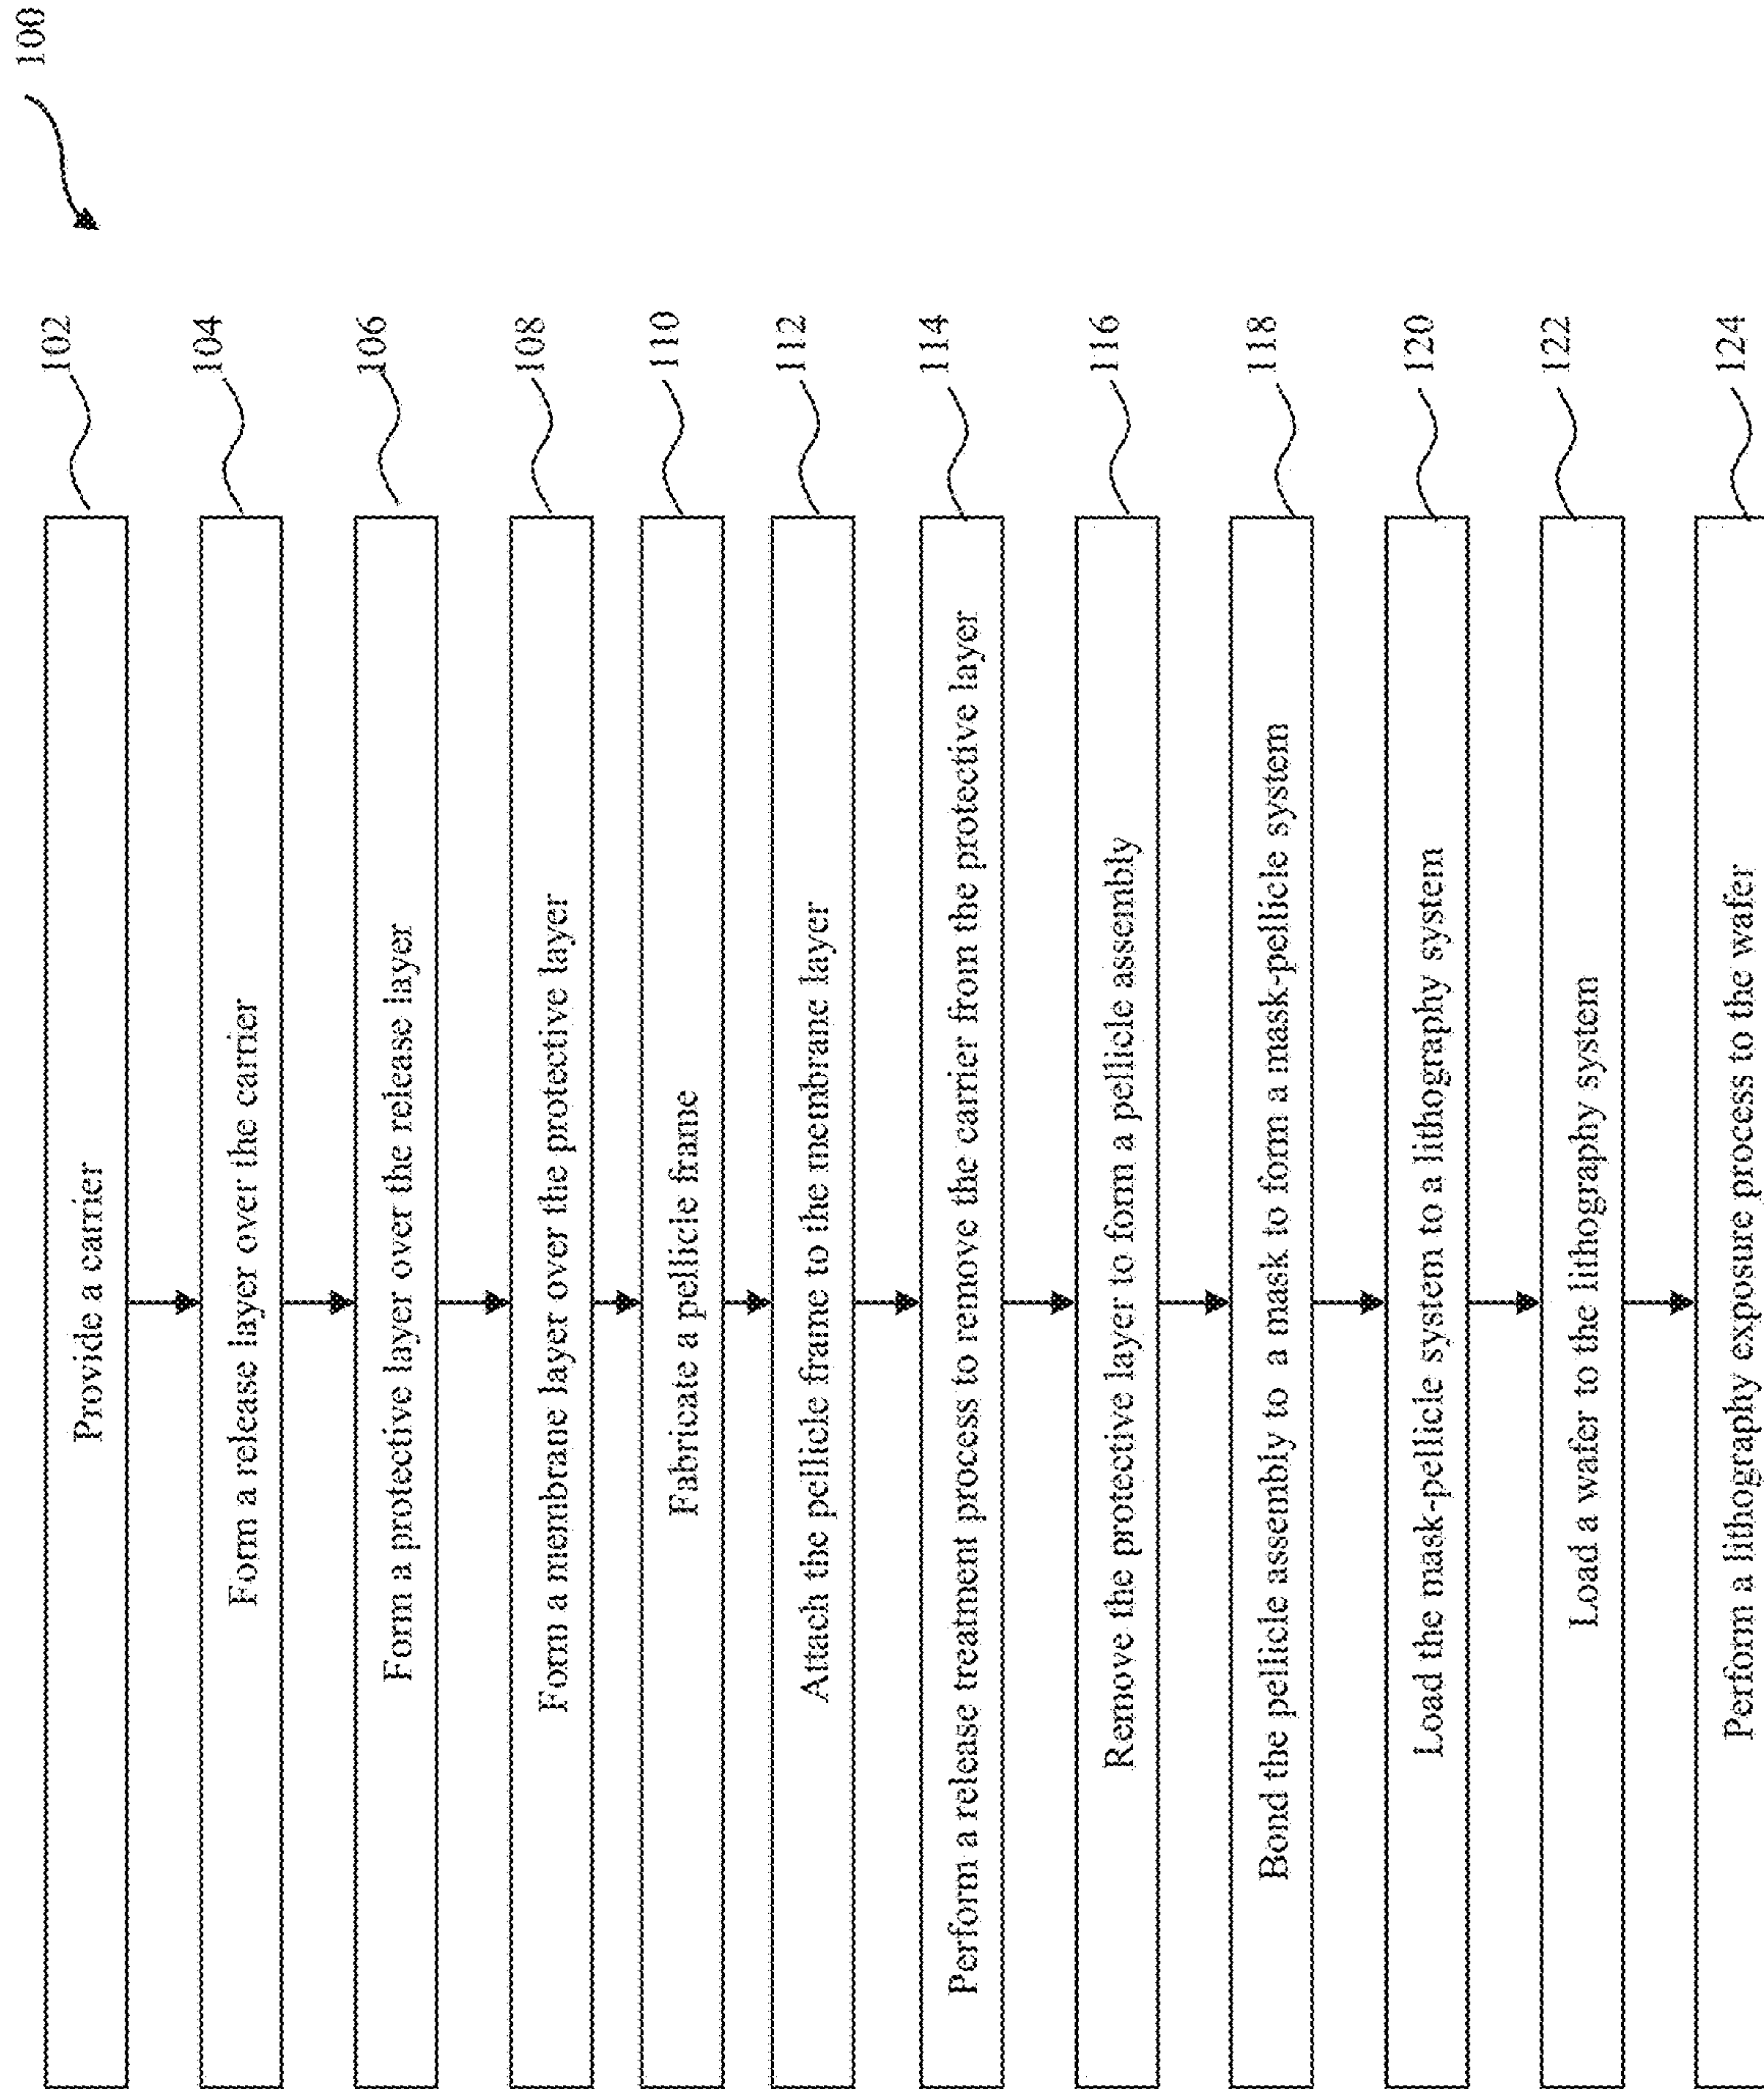 100
Provide a carrier 102
Form a release layer over the carrier 104
Form a protective layer over the release layer 106
Form a membrane layer over the protective layer 108
Fabricate a pellicle frame 110
Attach the pellicle frame to the membrane layer 112
Perform a release treatment process to remove the carrier from the protective layer 114
Remove the protective layer to form a pellicle assembly 116
Bond the pellicle assembly to a mask to form a mask-pellicle system 118
Load the mask-pellicle system to a lithography system 120
Load a wafer to the lithography system 122
Perform a lithography exposure process to the wafer 124